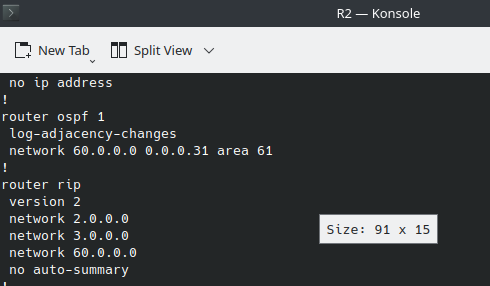 R2 — Konsole
New Tab Split View
no ip address
!
router ospf 1
log-adjacency-changes
network 60.0.0.0 0.0.0.31 area 61
!
router rip
version 2
network 2.0.0.0
network 3.0.0.0
Size: 91 x 15
network 60.0.0.0
no auto-summary
!